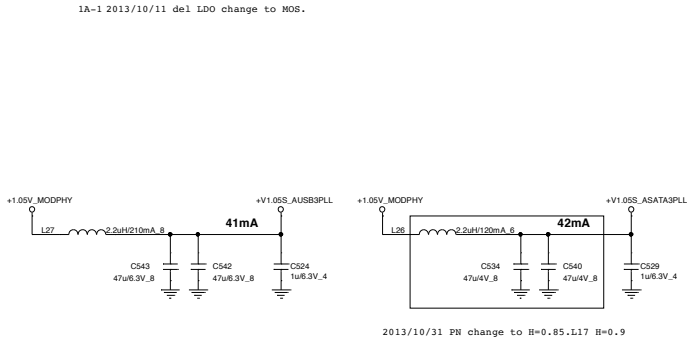 1A-1 2013/10/11 del LDO change to MOS.
+1.05V_MODPHY
+V1.05S_AUSB3PLL
L27
2.2uH/210mA_8
41mA
C543
47u/6.3V_8
C542
47u/6.3V_8
C524
1u/6.3V_4
+1.05V_MODPHY
+V1.05S_ASATA3PLL
L26
2.2uH/120mA_6
42mA
C534
47u/4V_8
C540
47u/4V_8
C529
1u/6.3V_4
2013/10/31 PN change to H=0.85.L17 H=0.9